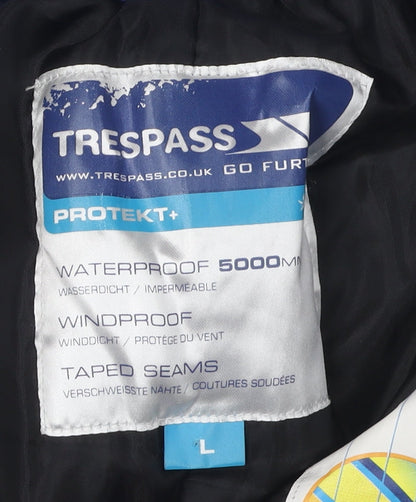 TRESPASS
WWW.TRESPASS.CO.UK GO FURT
PROTEKT+
WATERPROOF 5000MM
WASSERDICHT / IMPERMEABLE
WINDPROOF
WINDDICHT / PROTÈGE DU VENT
TAPED SEAMS
VERSCHWEISSTE NÄHTE / COUTURES SOUDÉES
L